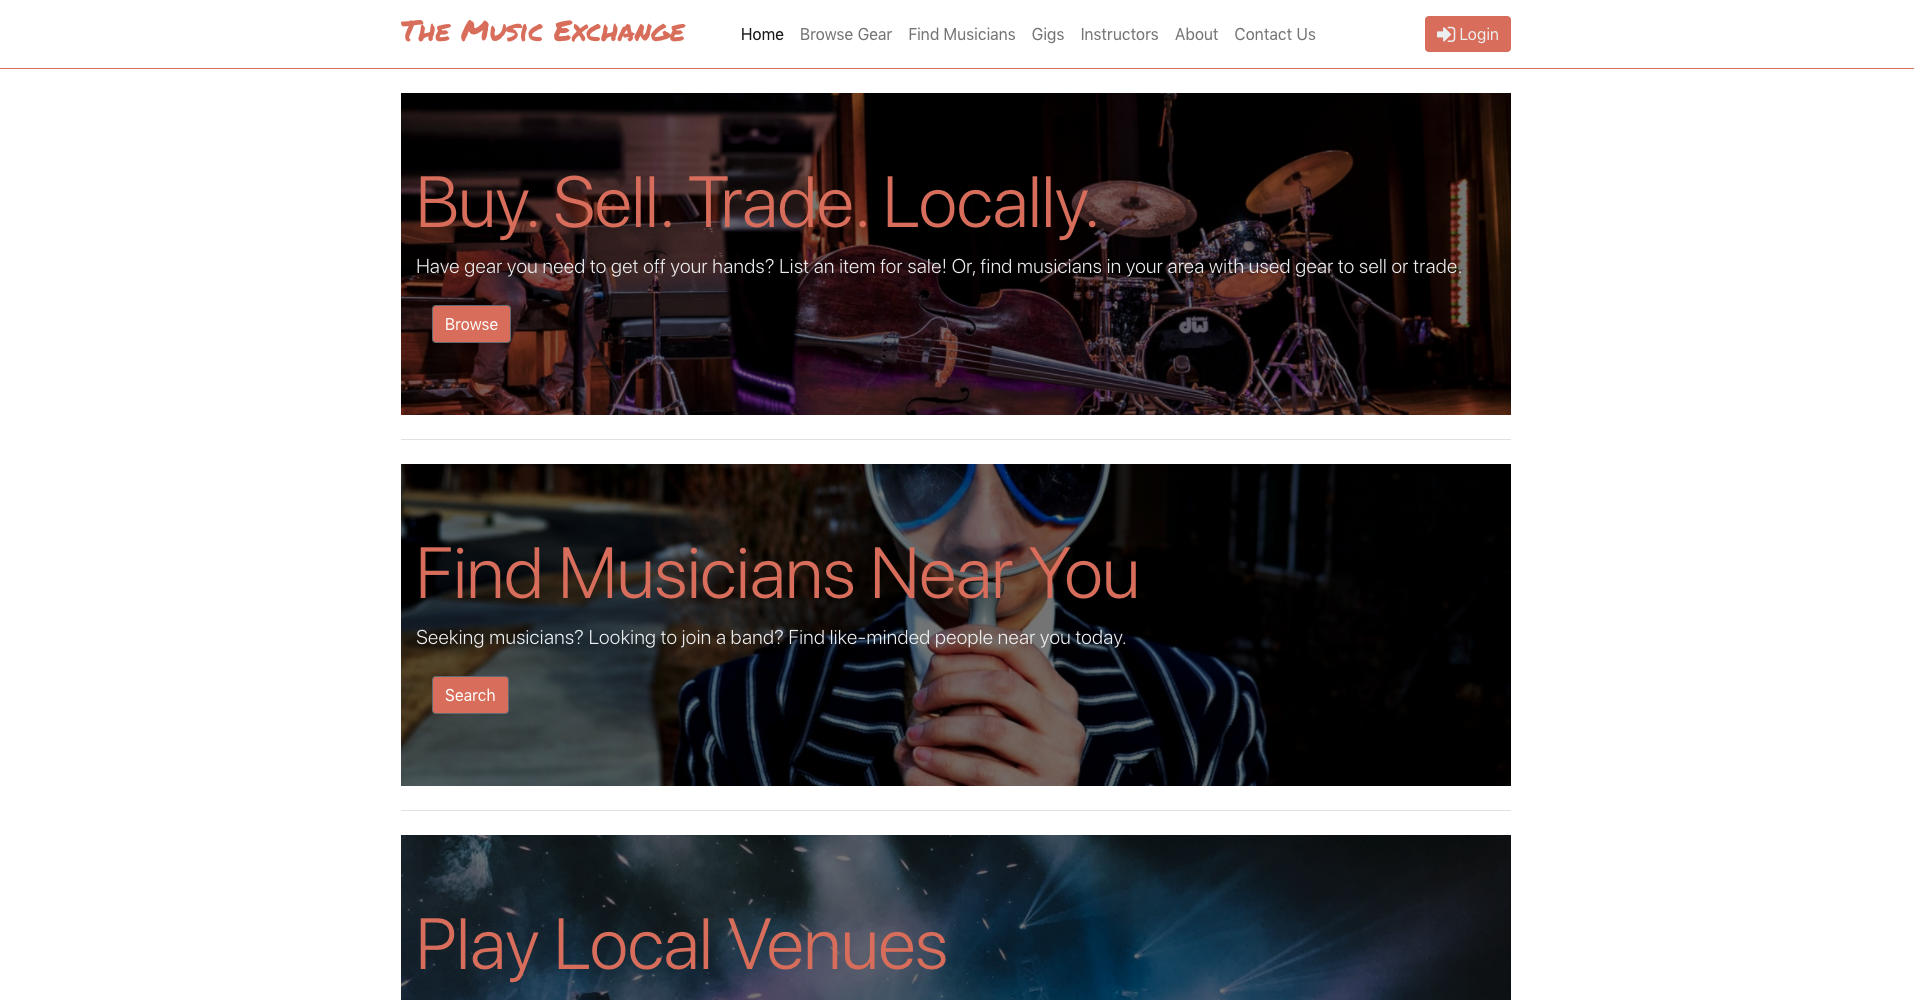 The Music Exchange
Home Browse Gear Find Musicians Gigs Instructors About Contact Us
Login
Buy. Sell. Trade. Locally.
Have gear you need to get off your hands? List an item for sale! Or, find musicians in your area with used gear to sell or trade.
Browse
dw
Find Musicians Near You
Seeking musicians? Looking to join a band? Find like-minded people near you today.
Search
Play Local Venues